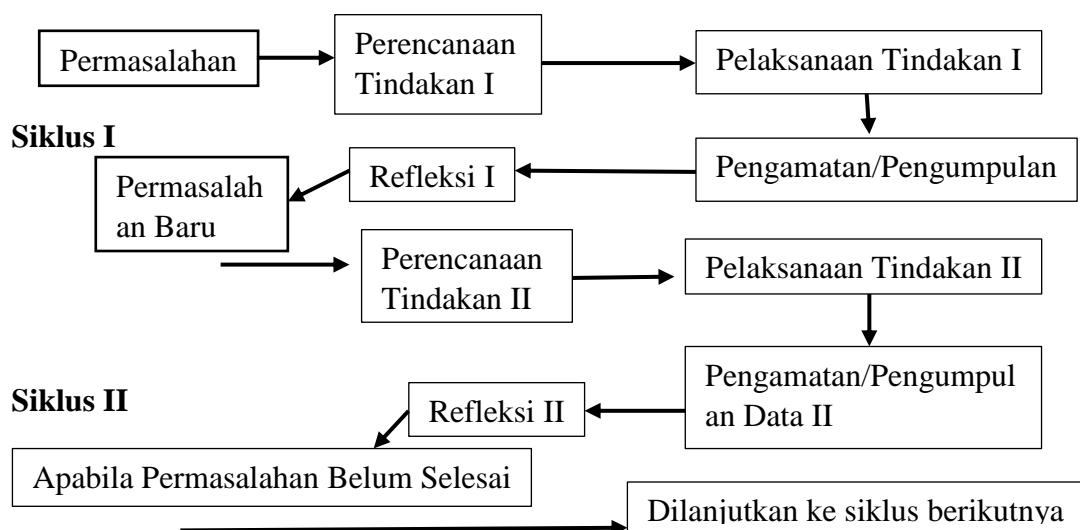 Permasalahan
Perencanaan
Tindakan I
Pelaksanaan Tindakan I
Siklus I
Pengamatan/Pengumpulan
Refleksi I
Permasalah
an Baru
Perencanaan
Tindakan II
Pelaksanaan Tindakan II
Siklus II
Pengamatan/Pengumpul
an Data II
Refleksi II
Apabila Permasalahan Belum Selesai
Dilanjutkan ke siklus berikutnya